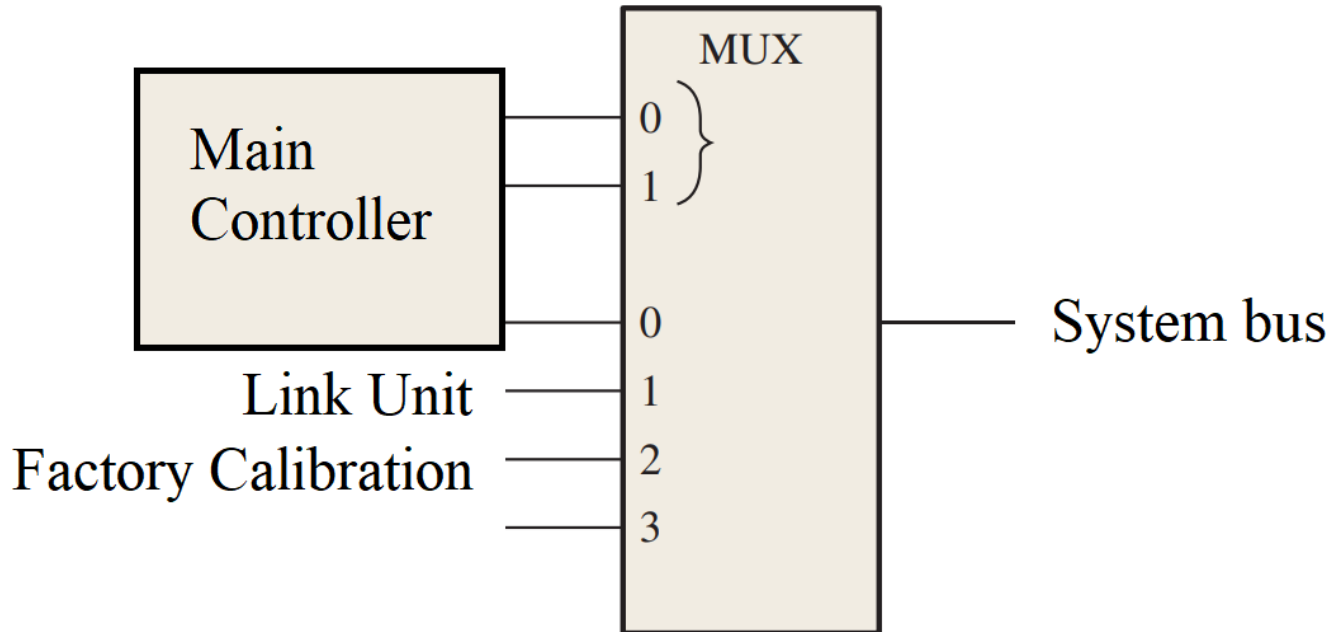 MUX
Main
Controller
0
1
0
1
2
3
Link Unit
Factory Calibration
System bus